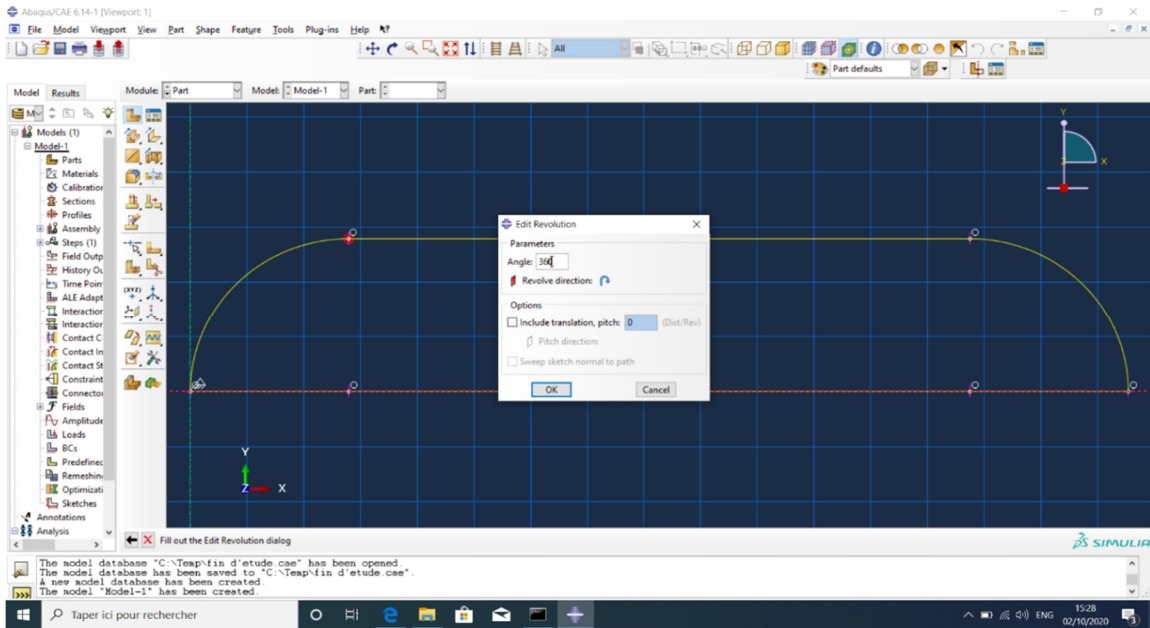 Abaqus/CAE 6.14-1 [Viewport: 1]
File Model Viewport View Part Shape Feature Tools Plug-ins Help
All
Part defaults
Model Results
Module: Part Model: Model-1 Part:
Models (1)
Model-1
Parts
Materials
Calibration
Sections
Profiles
Assembly
Steps (1)
Field Outp
History Ou
Time Poin
ALE Adapt
Interaction
Interaction
Contact C
Contact In
Contact St
Constraint
Connector
Fields
Amplitude
Loads
BCs
Predefined
Remeshing
Optimizati
Sketches
Annotations
Analysis
(XYZ)
Y
X
Z
Edit Revolution
Parameters
Angle: 360
Revolve direction:
Options
Include translation, pitch: 0 (Dist/Rev)
Pitch direction:
Sweep sketch normal to path
OK Cancel
Y
Z X
Fill out the Edit Revolution dialog
SIMULIA
The model database "C:\Temp\fin d'etude.cae" has been opened.
The model database has been saved to "C:\Temp\fin d'etude.cae".
A new model database has been created.
The model "Model-1" has been created.
>>>
Taper ici pour rechercher
ENG
15:28
02/10/2020